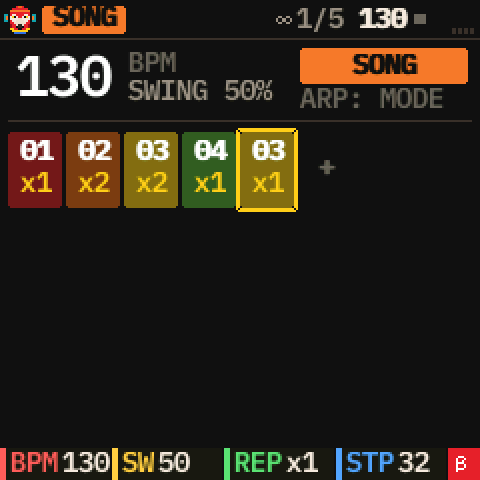 SONG ∞1/5 130
130 BPM SONG
SWING 50% ARP: MODE
01 02 03 04 03 +
x1 x2 x2 x1 x1
BPM130 SW50 REP x1 STP32 β